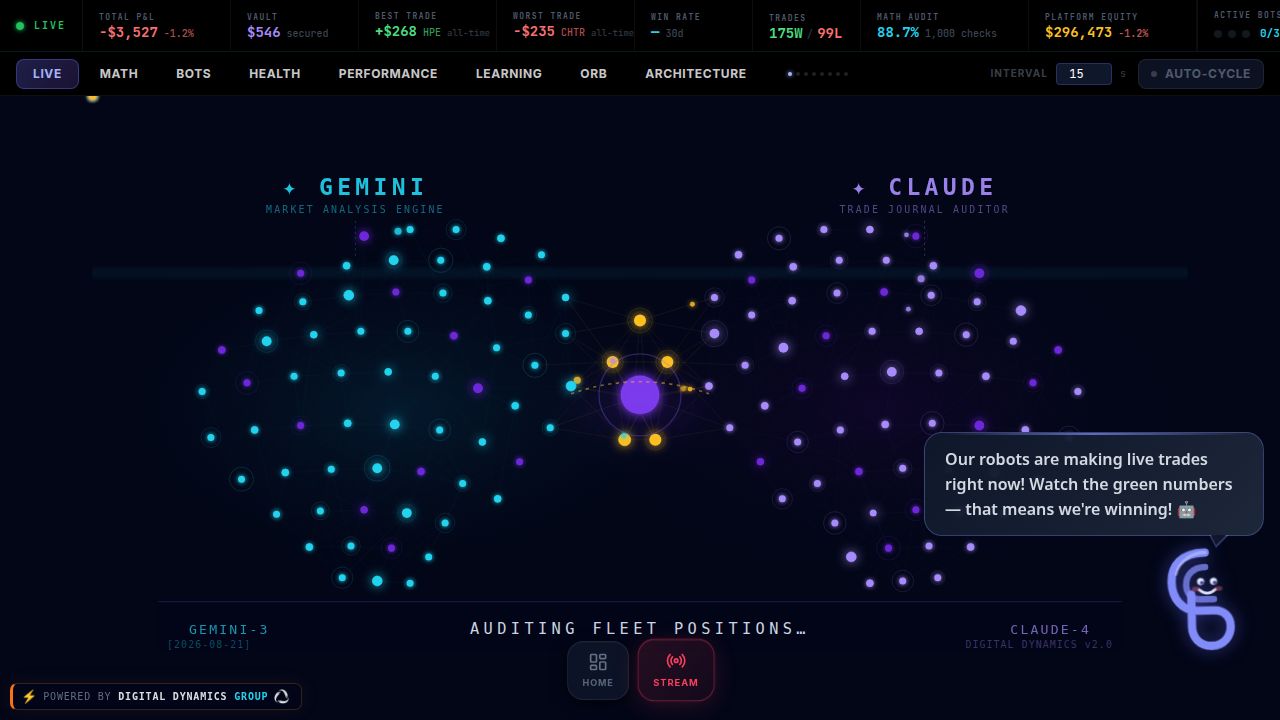 LIVE
TOTAL P&L
-$3,527 -1.2%
VAULT
$546 secured
BEST TRADE
+$268 HPE all-time
WORST TRADE
-$235 CHTR all-time
WIN RATE
— 30d
TRADES
175W / 99L
MATH AUDIT
88.7% 1,000 checks
PLATFORM EQUITY
$296,473 -1.2%
ACTIVE BOTS
0/3
LIVE MATH BOTS HEALTH PERFORMANCE LEARNING ORB ARCHITECTURE
INTERVAL 15 s AUTO-CYCLE
✦ GEMINI
MARKET ANALYSIS ENGINE
✦ CLAUDE
TRADE JOURNAL AUDITOR
Our robots are making live trades
right now! Watch the green numbers
— that means we're winning! 🤖
GEMINI-3
[2026-08-21]
AUDITING FLEET POSITIONS…
CLAUDE-4
DIGITAL DYNAMICS v2.0
HOME
STREAM
⚡ POWERED BY DIGITAL DYNAMICS GROUP